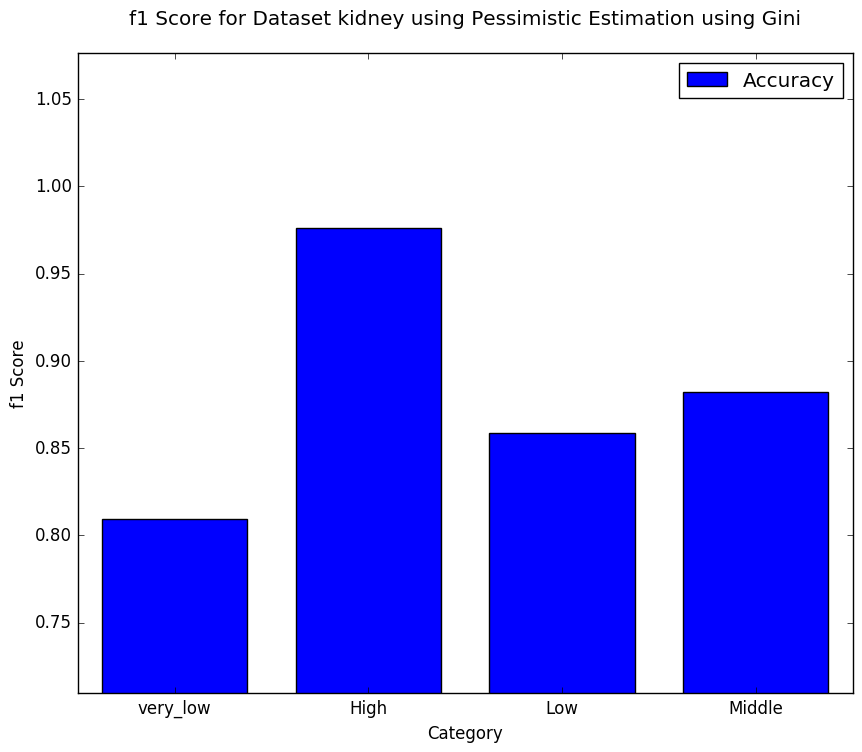 f1 Score for Dataset kidney using Pessimistic Estimation using Gini
Accuracy
1.05
1.00
0.95
0.90
0.85
0.80
0.75
f1 Score
very_low High Low Middle
Category